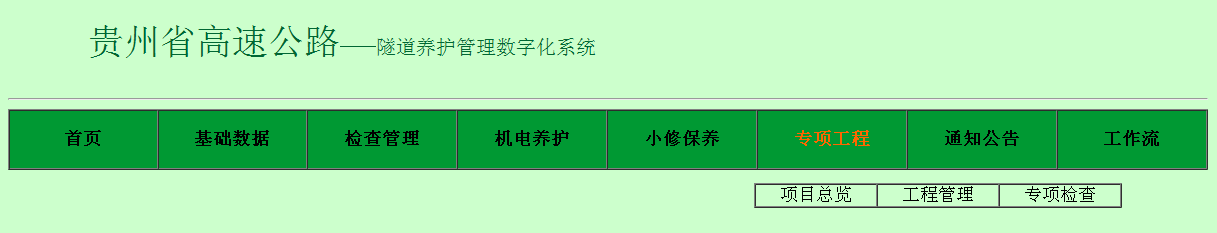 贵州省高速公路——隧道养护管理数字化系统
首页 基础数据 检查管理 机电养护 小修保养 专项工程 通知公告 工作流
项目总览 工程管理 专项检查